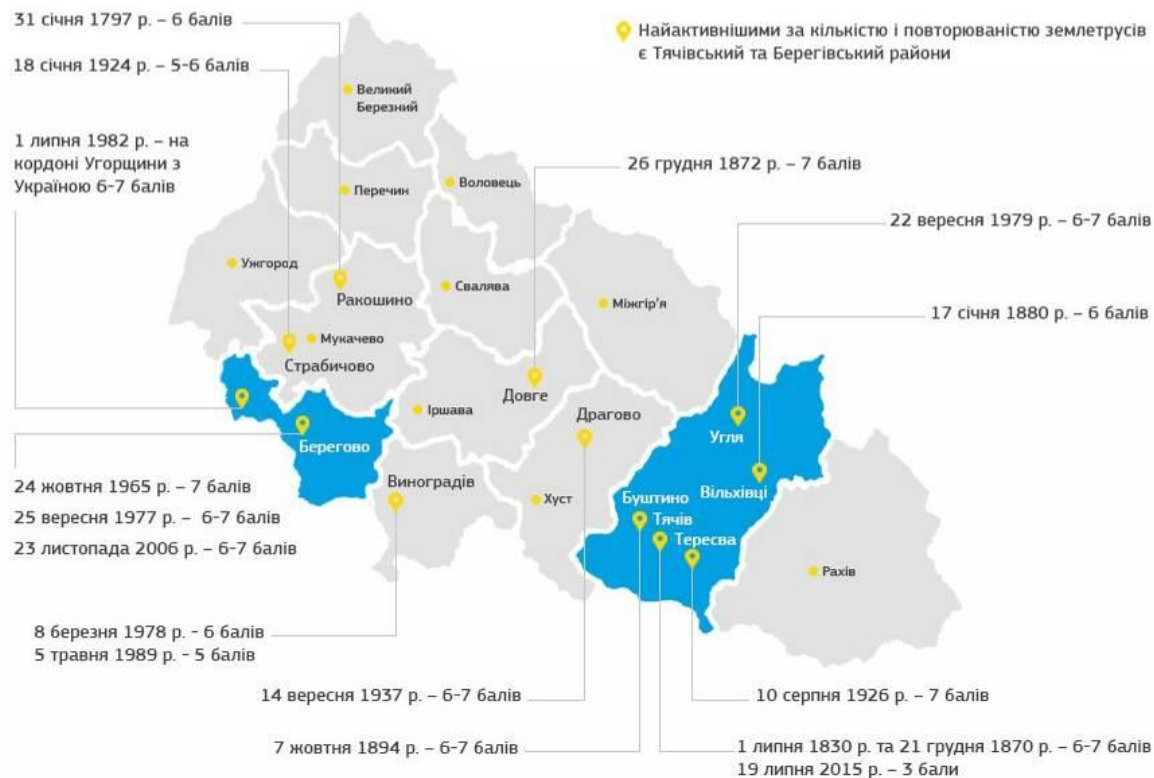 31 січня 1797 р. – 6 балів
18 січня 1924 р. – 5-6 балів
1 липня 1982 р. – на
кордоні Угорщини з
Україною 6-7 балів
Найактивнішими за кількістю і повторюваністю землетрусів
є Тячівський та Берегівський райони
26 грудня 1872 р. – 7 балів
22 вересня 1979 р. – 6-7 балів
17 січня 1880 р. – 6 балів
Великий
Березний
Перечин
Воловець
Ужгород
Ракошино
Свалява
Міжгір'я
Мукачево
Страбичово
Довге
Іршава
Драгово
Берегово
Угля
Виноградів
Хуст
Буштино
Вільхівці
Тячів
Тересва
Рахів
24 жовтня 1965 р. – 7 балів
25 вересня 1977 р. – 6-7 балів
23 листопада 2006 р. – 6-7 балів
8 березня 1978 р. - 6 балів
5 травня 1989 р. - 5 балів
14 вересня 1937 р. – 6-7 балів
10 серпня 1926 р. – 7 балів
7 жовтня 1894 р. – 6-7 балів
1 липня 1830 р. та 21 грудня 1870 р. – 6-7 балів
19 липня 2015 р. – 3 бали